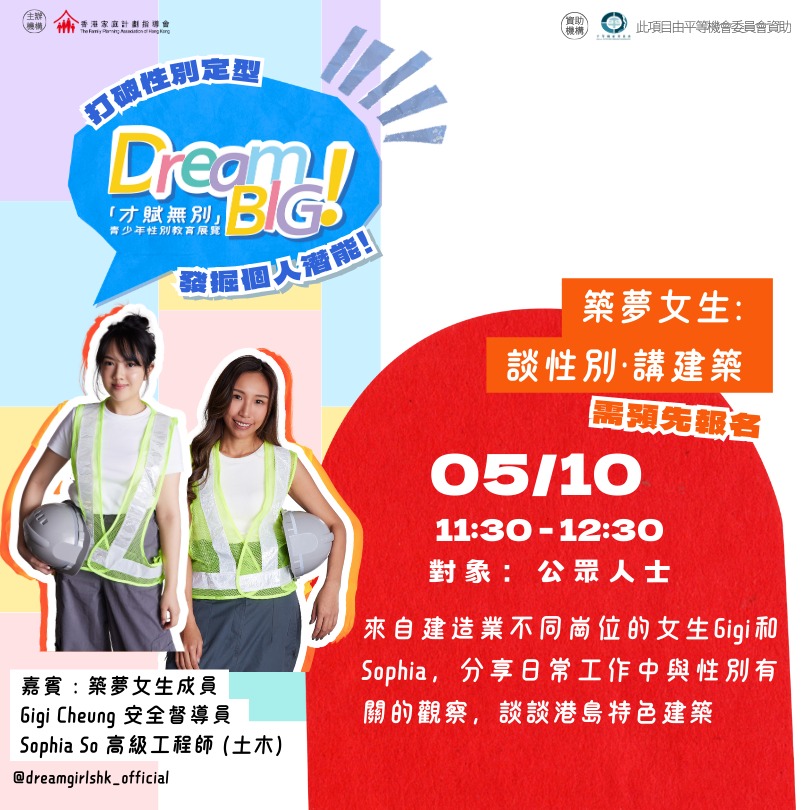 主辦機構
香港家庭計劃指導會
The Family Planning Association of Hong Kong
資助機構
此項目由平等機會委員會資助
打破性別定型
Dream
BIG!
「才賦無別」
青少年性別教育展覽
發掘個人潛能!
築夢女生:
談性別·講建築
需預先報名
05/10
11:30 - 12:30
對象：公眾人士
來自建造業不同崗位的女生Gigi和
Sophia，分享日常工作中與性別有
關的觀察，談談港島特色建築
嘉賓：築夢女生成員
Gigi Cheung 安全督導員
Sophia So 高級工程師 (土木)
@dreamgirlshk_official